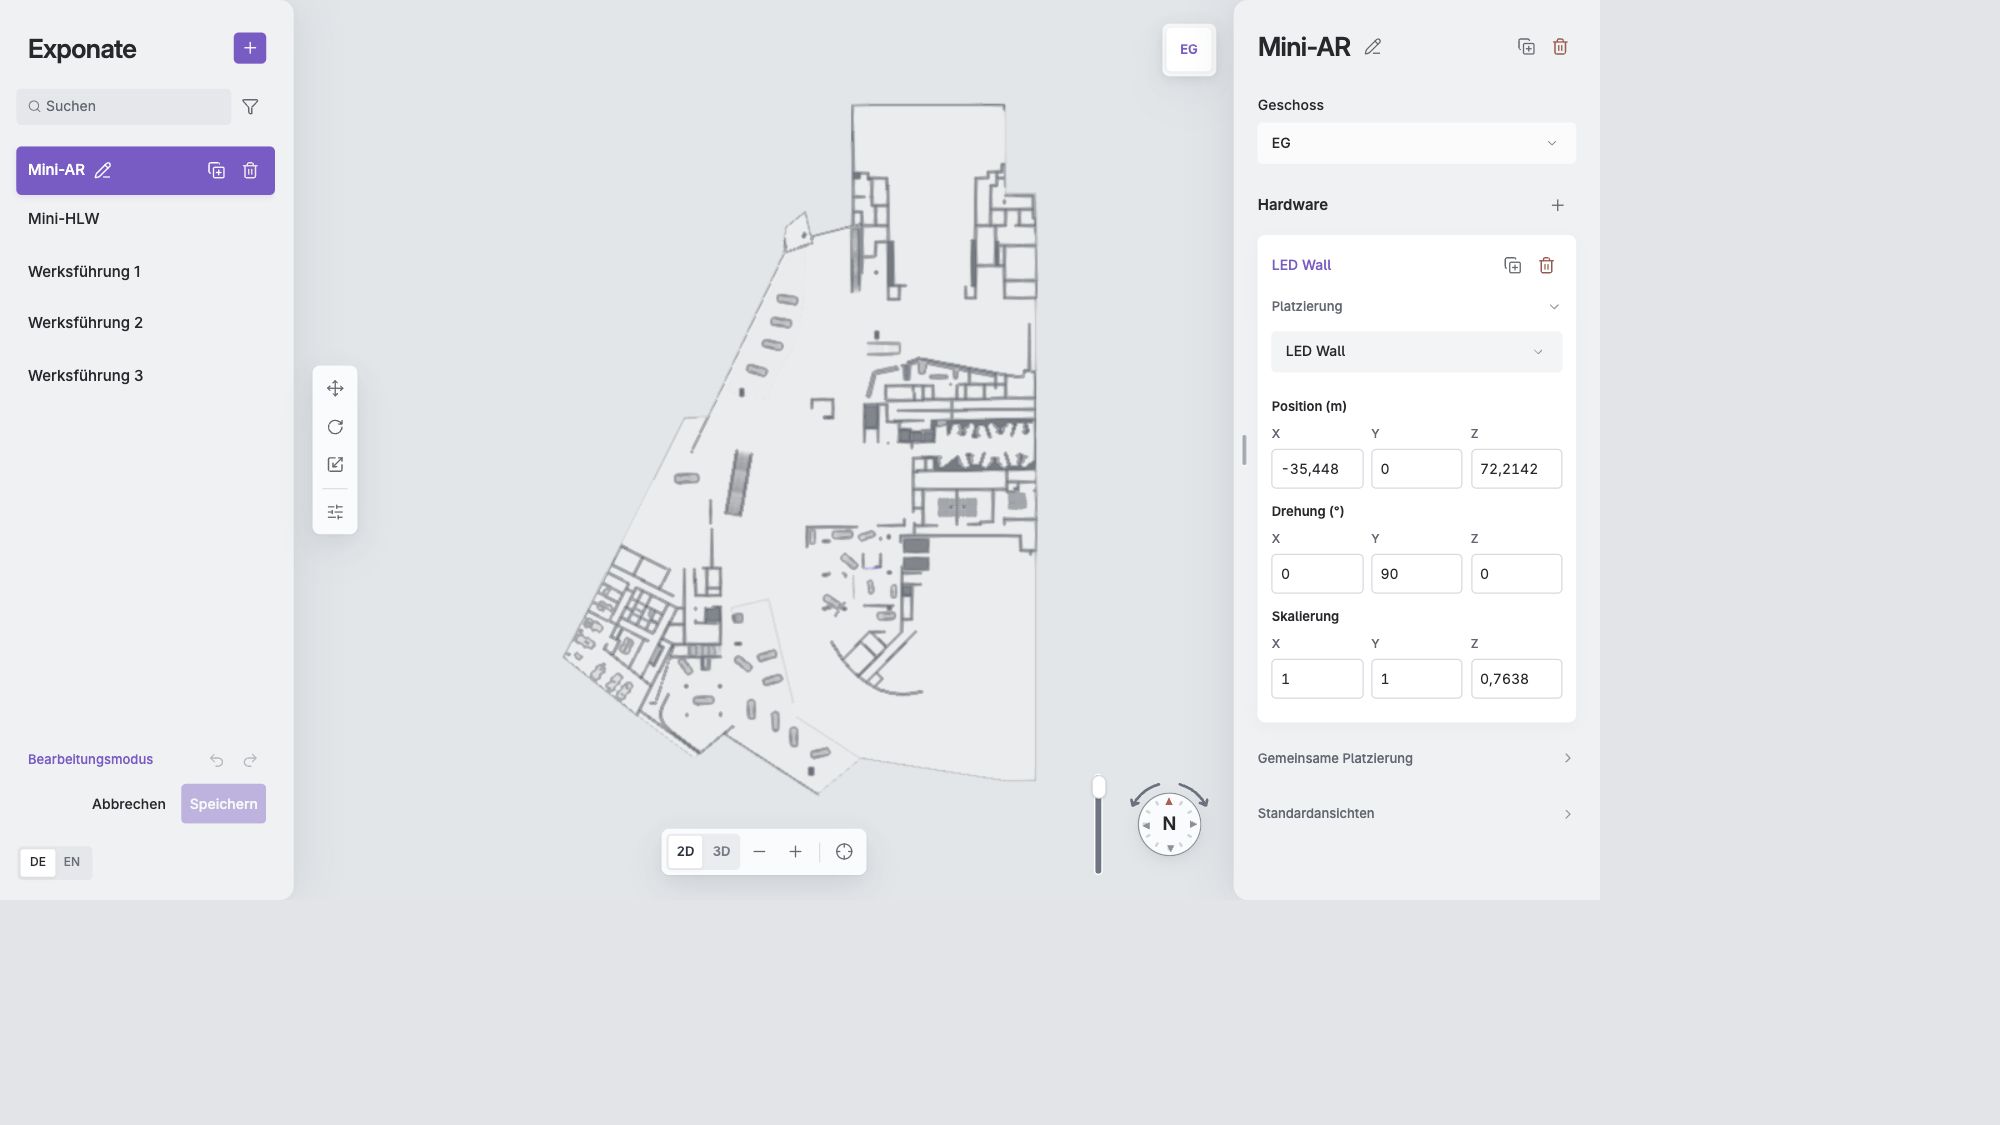 Exponate
Suchen
Mini-AR
Mini-HLW
Werksführung 1
Werksführung 2
Werksführung 3
Bearbeitungsmodus
Abbrechen
Speichern
DE
EN
EG
2D
3D
N
Mini-AR
Geschoss
EG
Hardware
LED Wall
Platzierung
LED Wall
Position (m)
X Y Z
-35,448 0 72,2142
Drehung (°)
X Y Z
0 90 0
Skalierung
X Y Z
1 1 0,7638
Gemeinsame Platzierung
Standardansichten